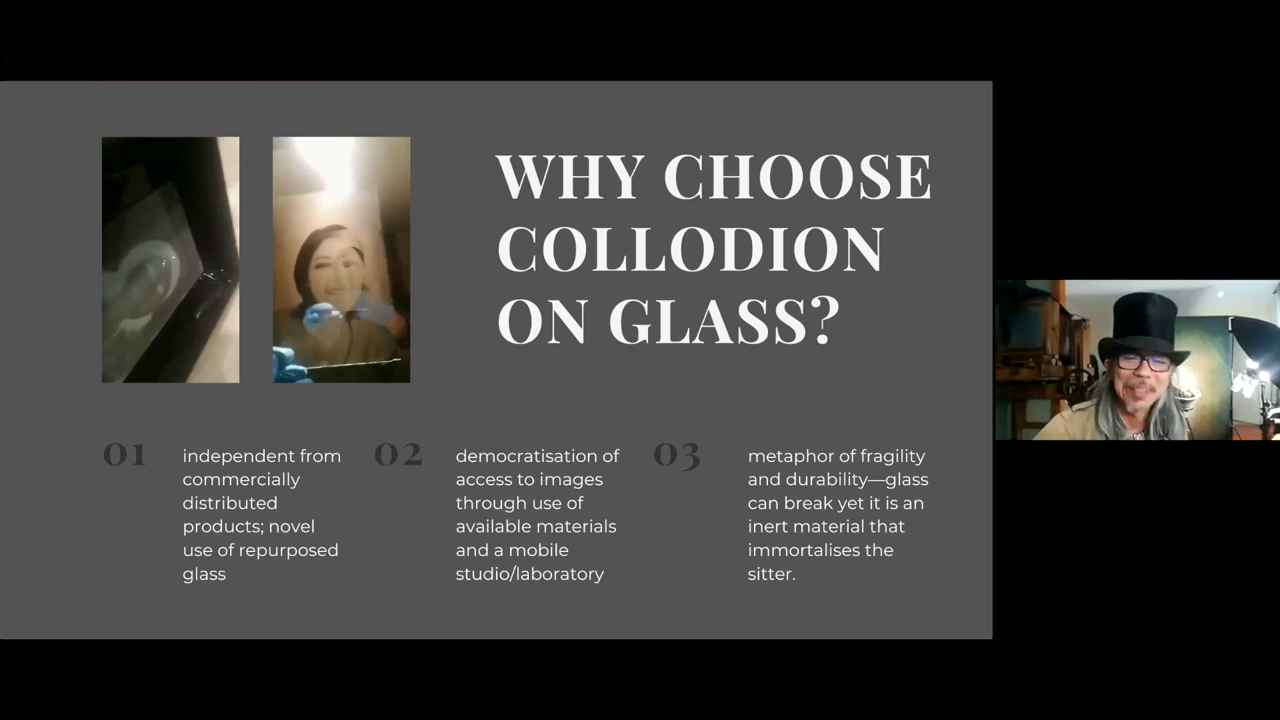 WHY CHOOSE
COLLODION
ON GLASS?
01
independent from
commercially
distributed
products; novel
use of repurposed
glass
02
democratisation of
access to images
through use of
available materials
and a mobile
studio/laboratory
03
metaphor of fragility
and durability—glass
can break yet it is an
inert material that
immortalises the
sitter.